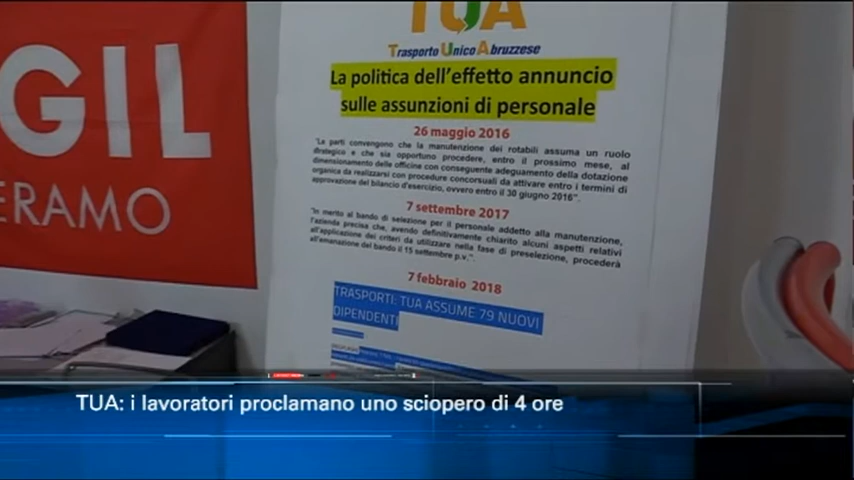 GIL
ERAMO
TUA
Trasporto Unico Abruzzese
La politica dell'effetto annuncio
sulle assunzioni di personale
26 maggio 2016
"Le parti convengono che la manutenzione dei rotabili assuma un ruolo
strategico e che sia opportuno procedere, entro il prossimo mese, al
dimensionamento delle officine con conseguente adeguamento della dotazione
organica da realizzarsi con procedure concorsuali da attivare entro i termini di
approvazione del bilancio d'esercizio, ovvero entro il 30 giugno 2016".
7 settembre 2017
"In merito al bando di selezione per il personale addetto alla manutenzione,
l'azienda precisa che, avendo definitivamente chiarito alcuni aspetti relativi
all'applicazione dei criteri da utilizzare nella fase di preselezione, procederà
all'emanazione del bando il 15 settembre p.v.".
7 febbraio 2018
TRASPORTI: TUA ASSUME 79 NUOVI
DIPENDENTI
TUA: i lavoratori proclamano uno sciopero di 4 ore